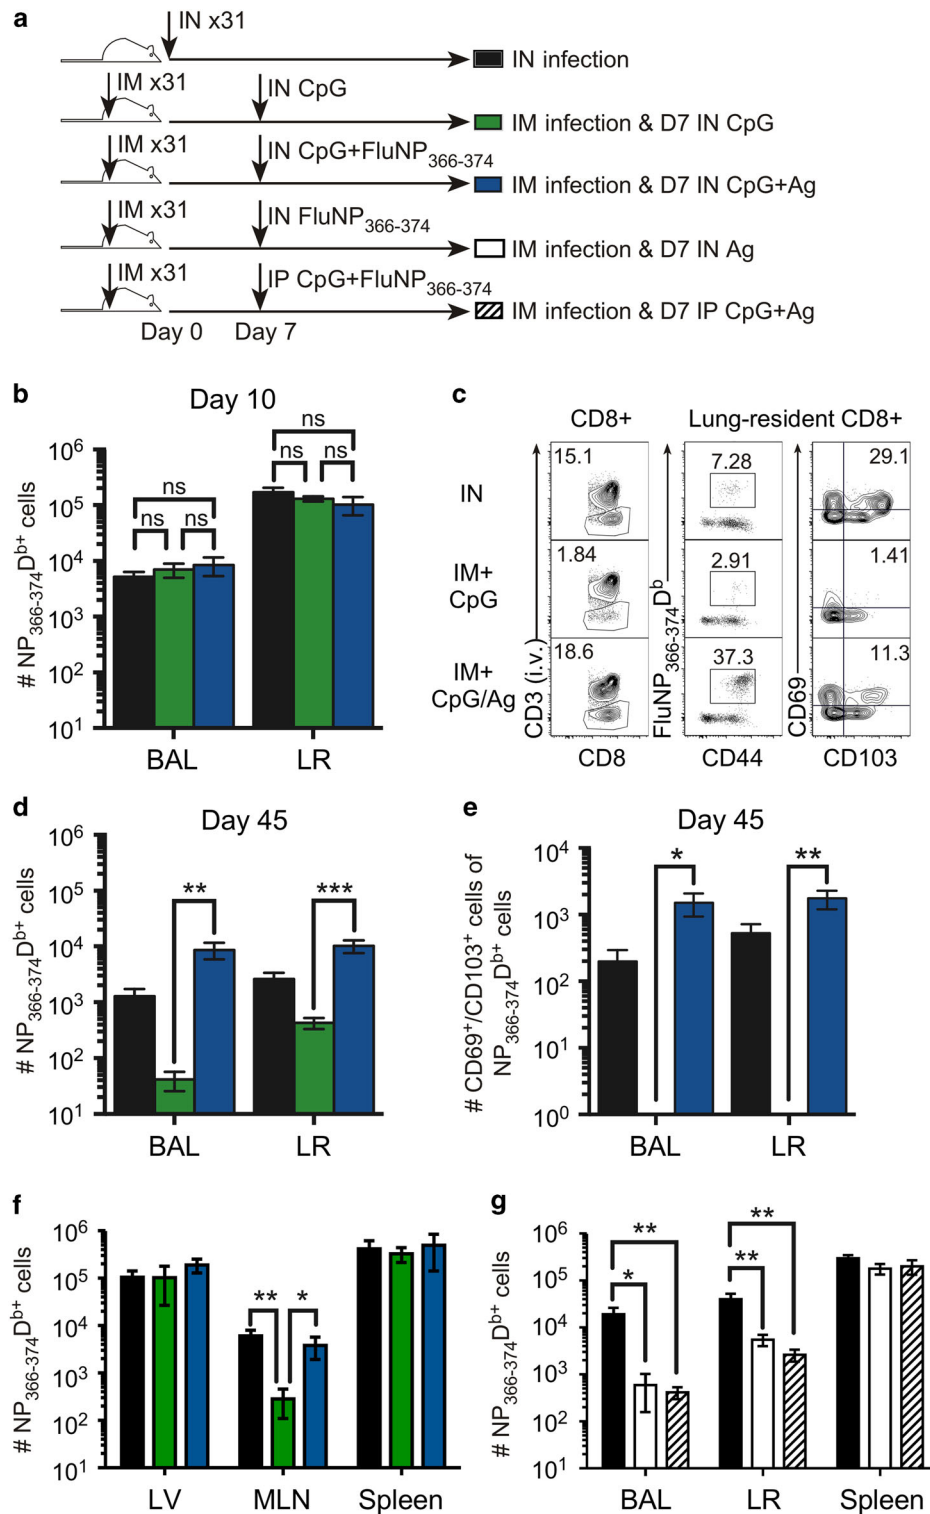 a
IN x31
IN infection
IM x31
IN CpG
IM infection & D7 IN CpG
IM x31
IN CpG+FluNP366-374
IM infection & D7 IN CpG+Ag
IM x31
IN FluNP366-374
IM infection & D7 IN Ag
IM x31
IP CpG+FluNP366-374
IM infection & D7 IP CpG+Ag
Day 0
Day 7
b
Day 10
# NP366-374Db+ cells
10^6
10^5
10^4
10^3
10^2
10^1
ns
ns
ns
ns
ns
ns
BAL
LR
c
CD8+
Lung-resident CD8+
IN
15.1
7.28
29.1
IM+
CpG
1.84
2.91
1.41
IM+
CpG/Ag
18.6
37.3
11.3
CD3 (i.v.)
FluNP366-374Db
CD69
CD8
CD44
CD103
d
Day 45
# NP366-374Db+ cells
10^6
10^5
10^4
10^3
10^2
10^1
**
***
BAL
LR
e
Day 45
# CD69+/CD103+ cells of
NP366-374Db+ cells
10^4
10^3
10^2
10^1
10^0
*
**
BAL
LR
f
# NP366-374Db+ cells
10^6
10^5
10^4
10^3
10^2
10^1
**
*
LV
MLN
Spleen
g
# NP366-374Db+ cells
10^6
10^5
10^4
10^3
10^2
10^1
**
*
**
**
BAL
LR
Spleen